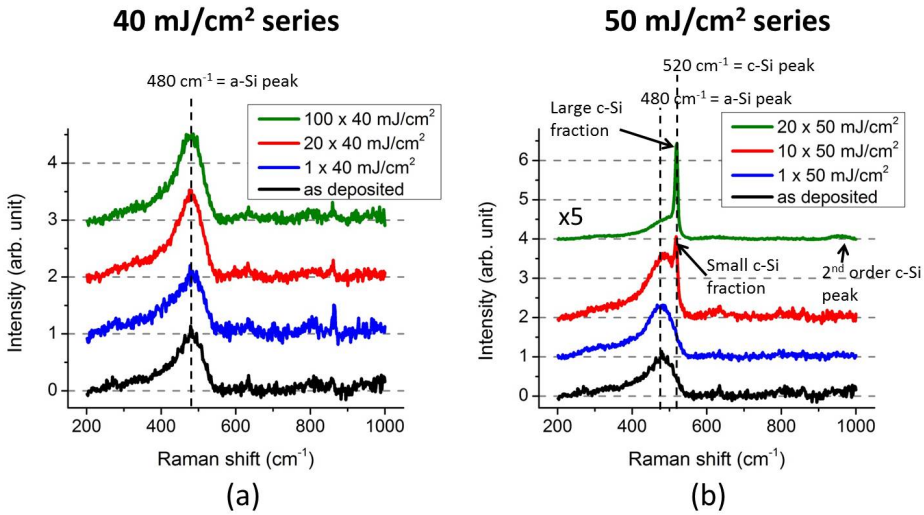 40 mJ/cm² series
480 cm⁻¹ = a-Si peak
100 x 40 mJ/cm²
20 x 40 mJ/cm²
1 x 40 mJ/cm²
as deposited
Intensity (arb. unit)
4
3
2
1
0
200 400 600 800 1000
Raman shift (cm⁻¹)
(a)
50 mJ/cm² series
520 cm⁻¹ = c-Si peak
480 cm⁻¹ = a-Si peak
Large c-Si
fraction
20 x 50 mJ/cm²
10 x 50 mJ/cm²
1 x 50 mJ/cm²
as deposited
x5
Small c-Si
fraction
2nd order c-Si
peak
Intensity (arb. unit)
6
5
4
3
2
1
0
200 400 600 800 1000
Raman shift (cm⁻¹)
(b)